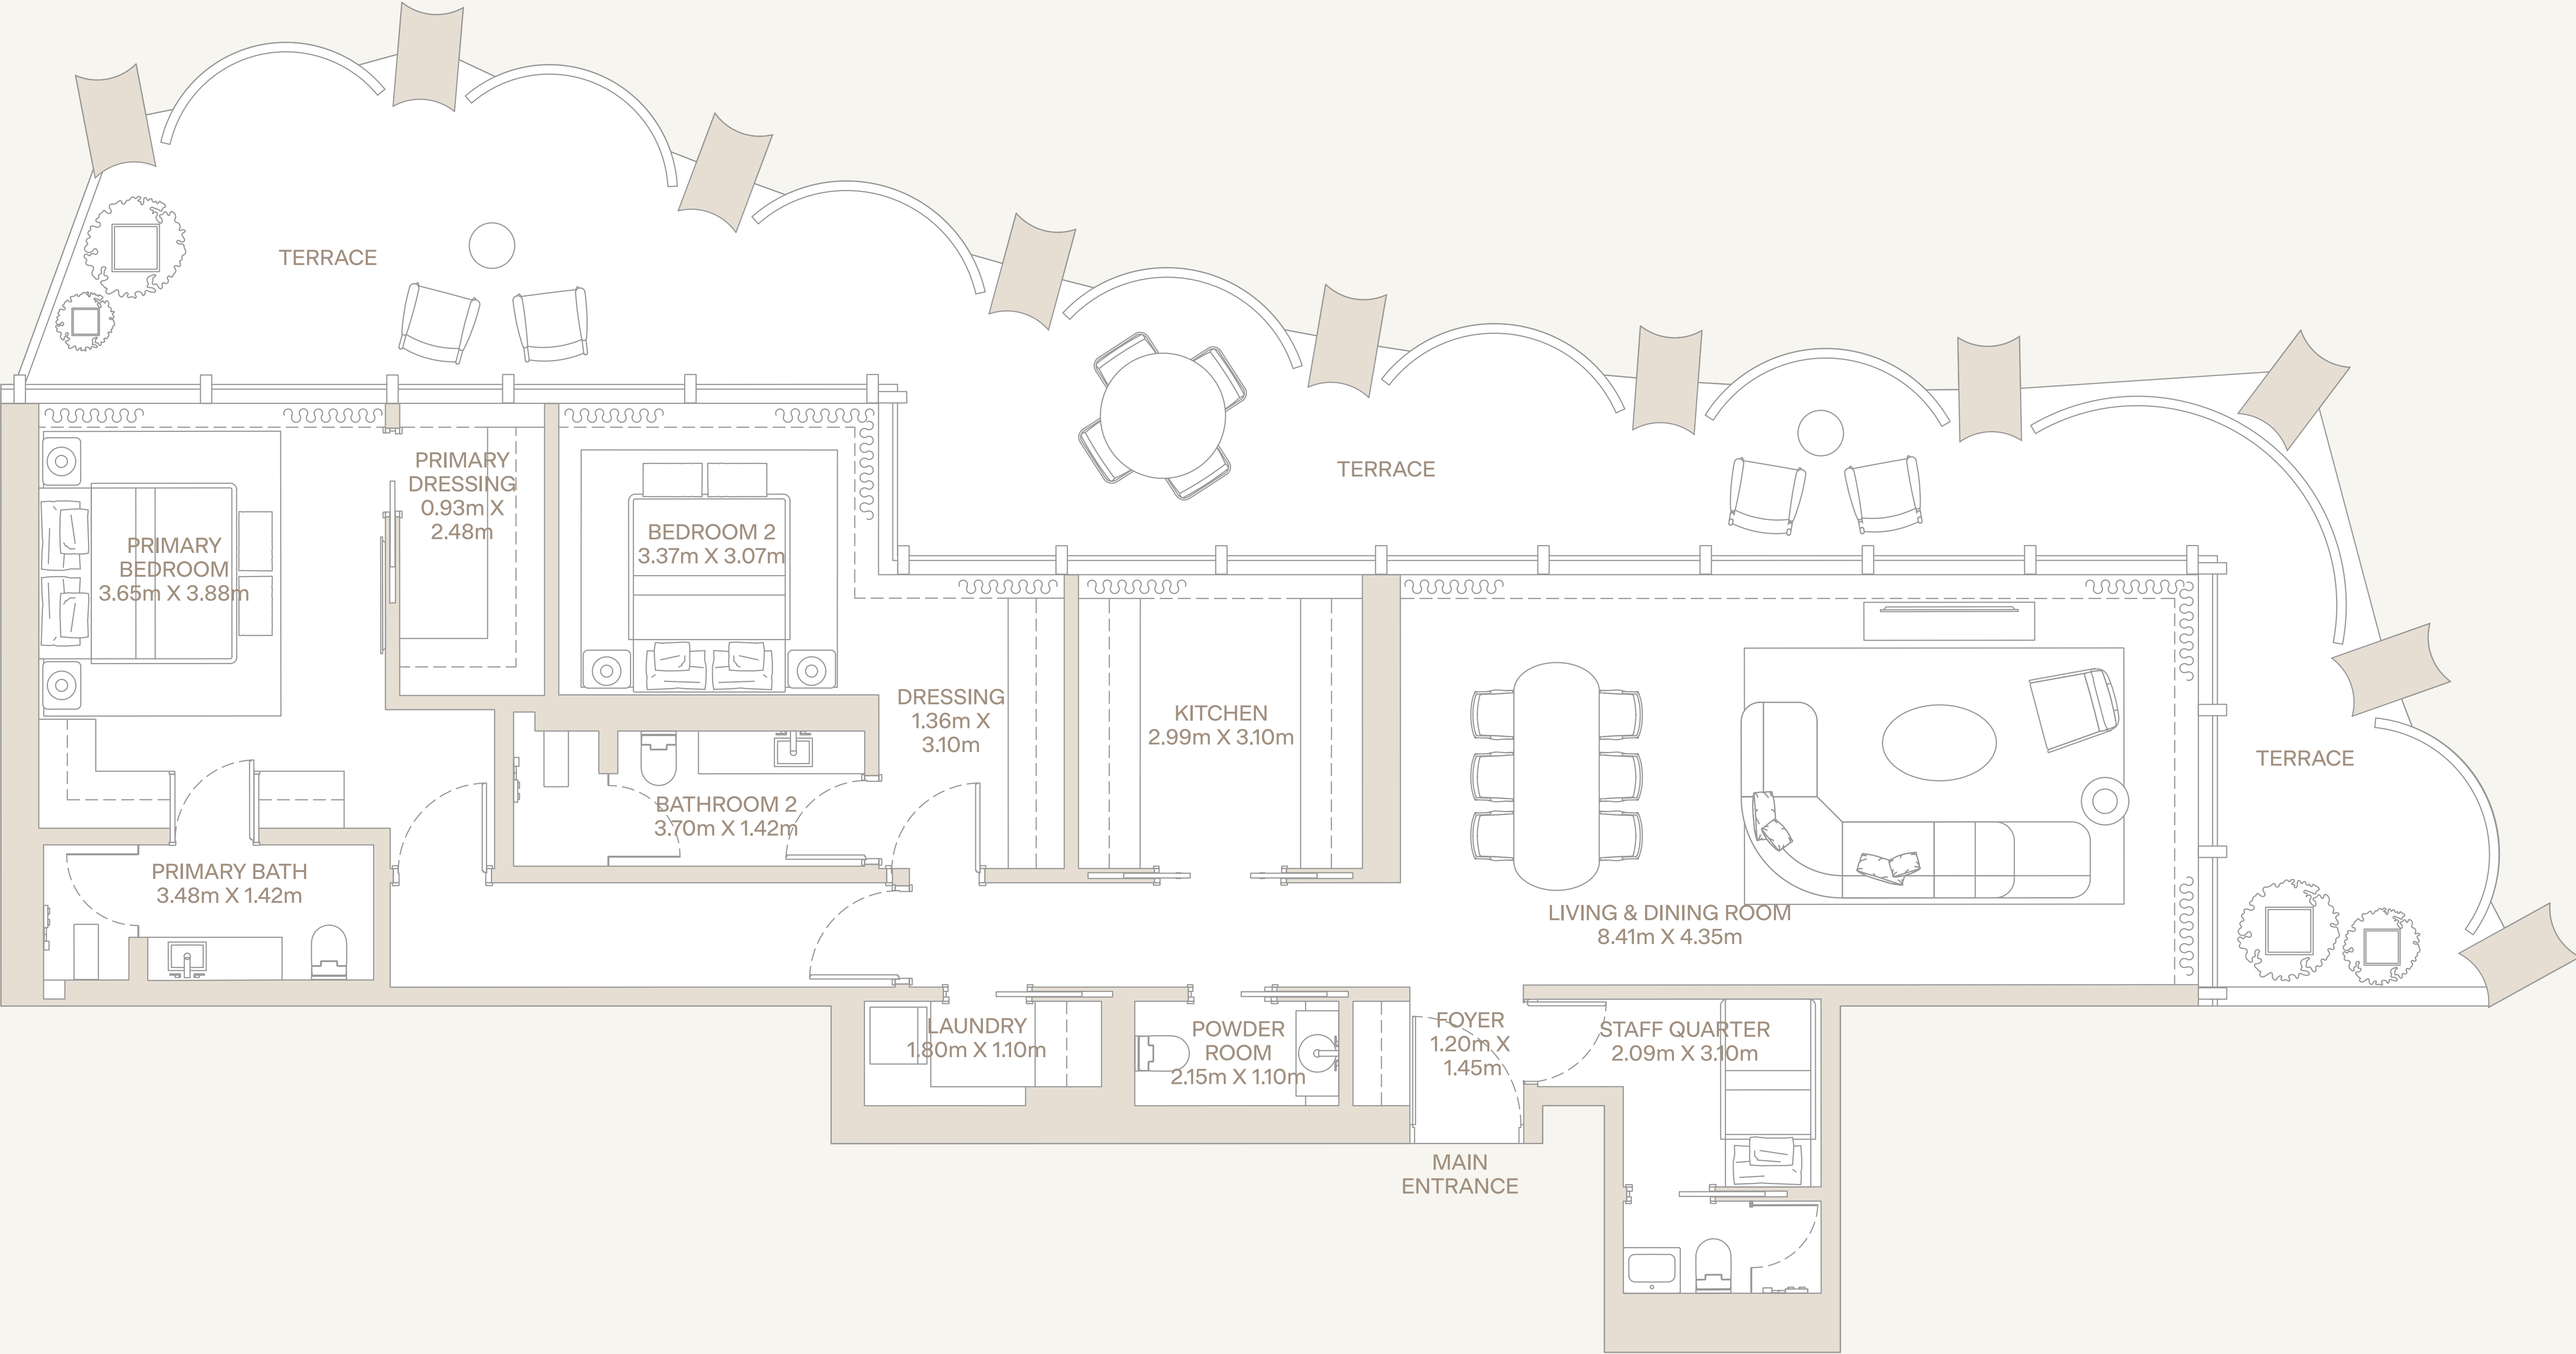 TERRACE
TERRACE
TERRACE
PRIMARY
DRESSING
0.93m X
2.48m
PRIMARY
BEDROOM
3.65m X 3.88m
BEDROOM 2
3.37m X 3.07m
DRESSING
1.36m X
3.10m
KITCHEN
2.99m X 3.10m
BATHROOM 2
3.70m X 1.42m
PRIMARY BATH
3.48m X 1.42m
LIVING & DINING ROOM
8.41m X 4.35m
LAUNDRY
1.80m X 1.10m
POWDER
ROOM
2.15m X 1.10m
FOYER
1.20m X
1.45m
STAFF QUARTER
2.09m X 3.10m
MAIN
ENTRANCE